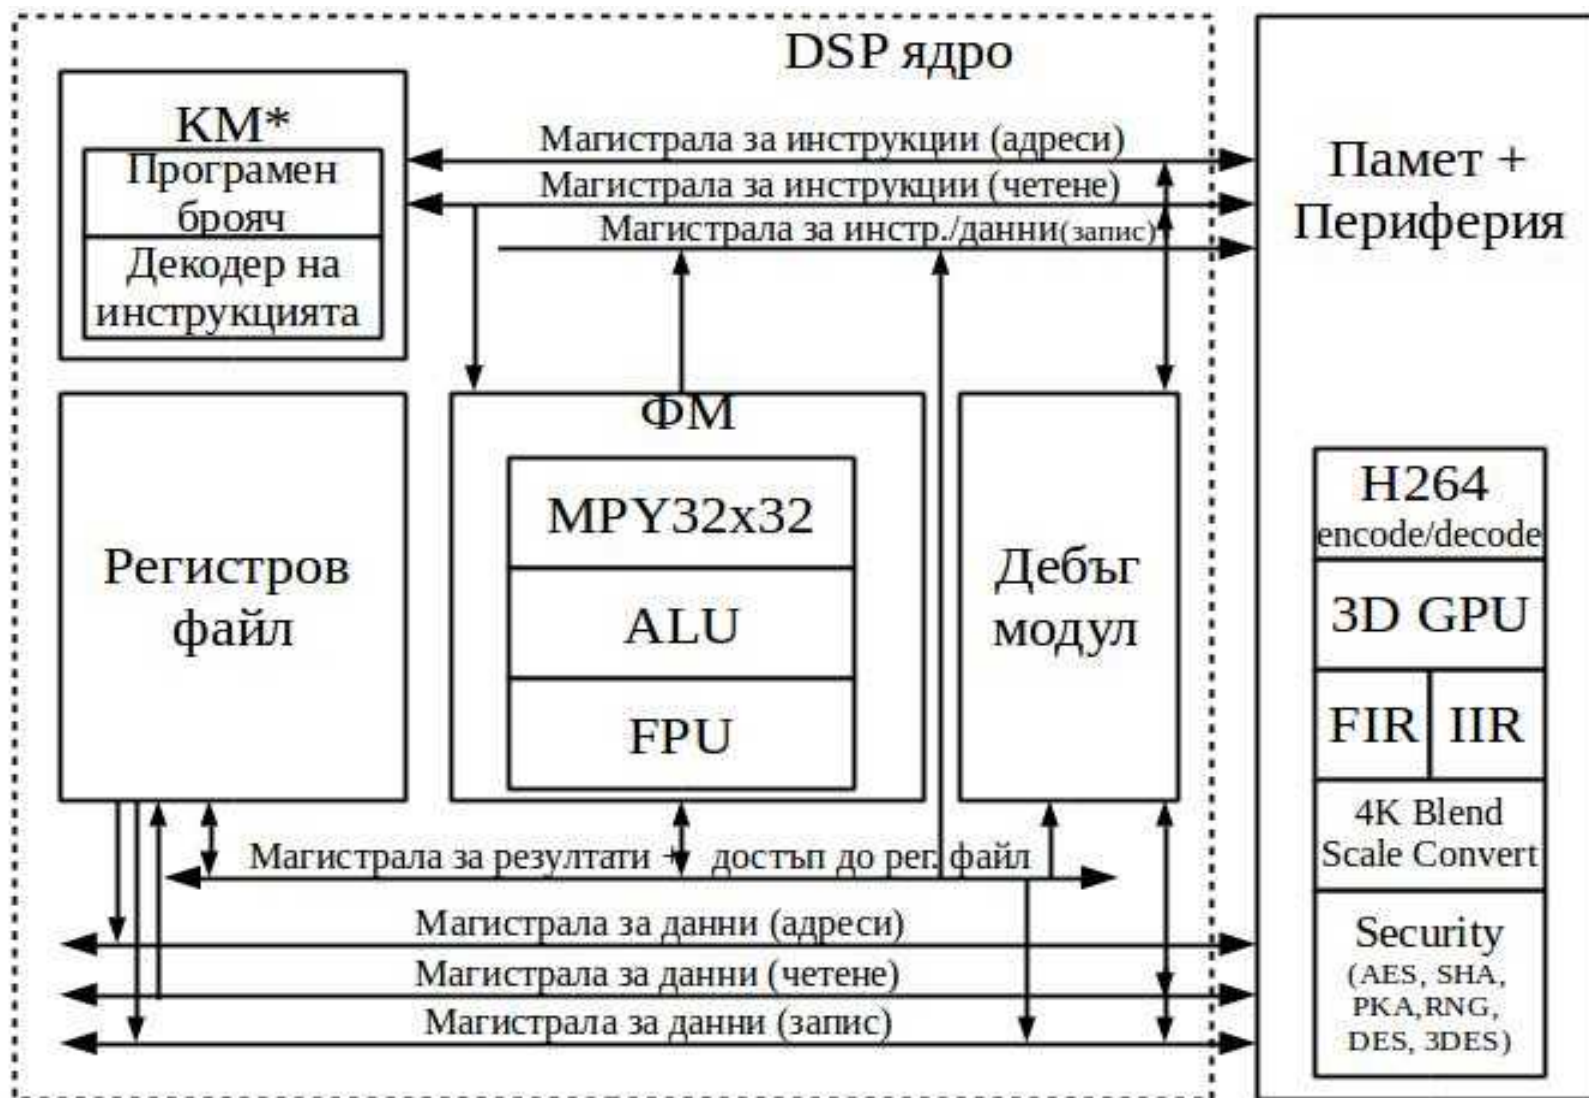 DSP ядро
КМ*
Програмен
брояч
Декодер на
инструкцията
Магистрала за инструкции (адреси)
Магистрала за инструкции (четене)
Магистрала за инстр./данни(запис)
Памет +
Периферия
Регистров
файл
ФМ
MPY32x32
ALU
FPU
Дебъг
модул
H264
encode/decode
3D GPU
FIR
IIR
4K Blend
Scale Convert
Security
(AES, SHA,
PKA,RNG,
DES, 3DES)
Магистрала за резултати + достъп до рег. файл
Магистрала за данни (адреси)
Магистрала за данни (четене)
Магистрала за данни (запис)